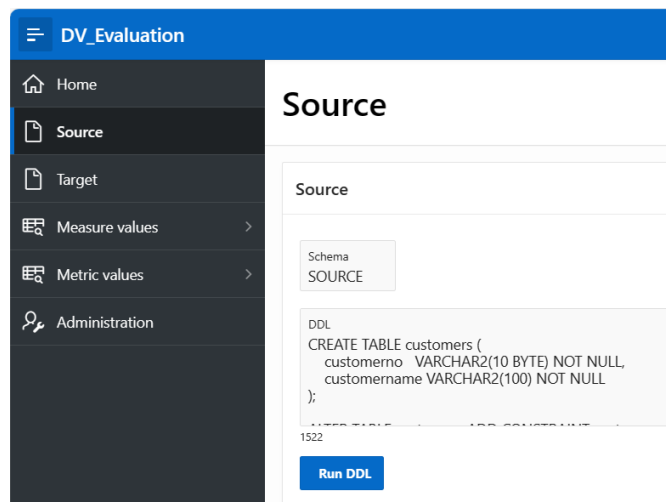 DV_Evaluation
Home
Source
Target
Measure values
Metric values
Administration
Source
Source
Schema
SOURCE
DDL
CREATE TABLE customers (
customerno VARCHAR2(10 BYTE) NOT NULL,
customername VARCHAR2(100) NOT NULL
);
1522
Run DDL